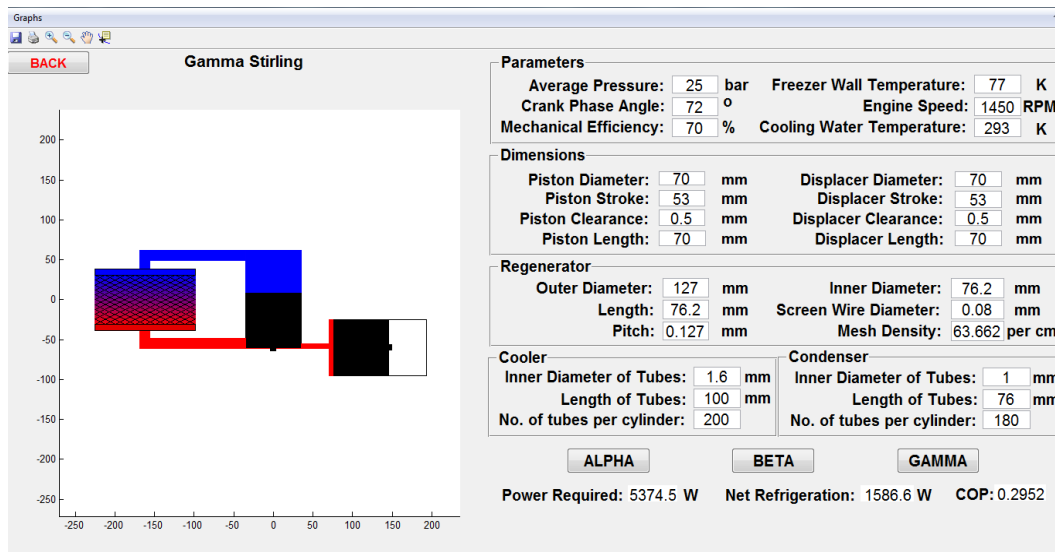 Graphs
BACK
Gamma Stirling
200
150
100
50
0
-50
-100
-150
-200
-250
-250 -200 -150 -100 -50 0 50 100 150 200
Parameters
Average Pressure: 25 bar Freezer Wall Temperature: 77 K
Crank Phase Angle: 72 o Engine Speed: 1450 RPM
Mechanical Efficiency: 70 % Cooling Water Temperature: 293 K
Dimensions
Piston Diameter: 70 mm Displacer Diameter: 70 mm
Piston Stroke: 53 mm Displacer Stroke: 53 mm
Piston Clearance: 0.5 mm Displacer Clearance: 0.5 mm
Piston Length: 70 mm Displacer Length: 70 mm
Regenerator
Outer Diameter: 127 mm Inner Diameter: 76.2 mm
Length: 76.2 mm Screen Wire Diameter: 0.08 mm
Pitch: 0.127 mm Mesh Density: 63.662 per cm
Cooler
Inner Diameter of Tubes: 1.6 mm
Length of Tubes: 100 mm
No. of tubes per cylinder: 200
Condenser
Inner Diameter of Tubes: 1 mm
Length of Tubes: 76 mm
No. of tubes per cylinder: 180
ALPHA BETA GAMMA
Power Required: 5374.5 W Net Refrigeration: 1586.6 W COP: 0.2952